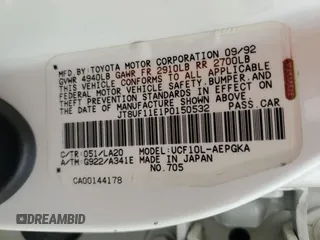 MFD. BY TOYOTA MOTOR CORPORATION 09/92
GVWR 4940LB GAWR FR 2910LB RR 2700LB
THIS VEHICLE CONFORMS TO ALL APPLICABLE
FEDERAL MOTOR VEHICLE SAFETY, BUMPER, AND
THEFT PREVENTION STANDARDS IN EFFECT ON
THE DATE OF MANUFACTURE SHOWN ABOVE.
JT8UF11E1P0150532 PASS. CAR
C/TR: 051/LA20 MODEL: UCF10L-AEPGKA
A/TM: G922/A341E MADE IN JAPAN
NO.705
CA00144178
DREAMBID